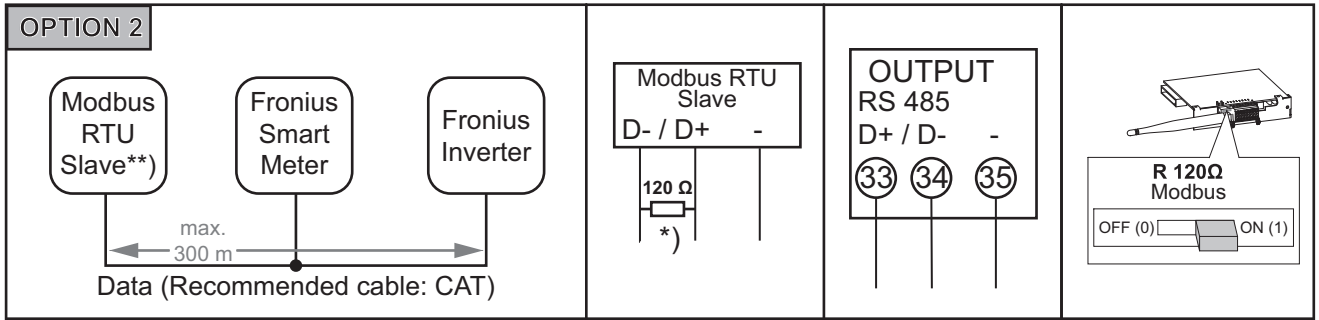 OPTION 2
Modbus
RTU
Slave**)
Fronius
Smart
Meter
Fronius
Inverter
max.
300 m
Data (Recommended cable: CAT)
Modbus RTU
Slave
D- / D+ -
120 Ω
*)
OUTPUT
RS 485
D+ / D- -
33 34 35
R 120Ω
Modbus
OFF (0) ON (1)